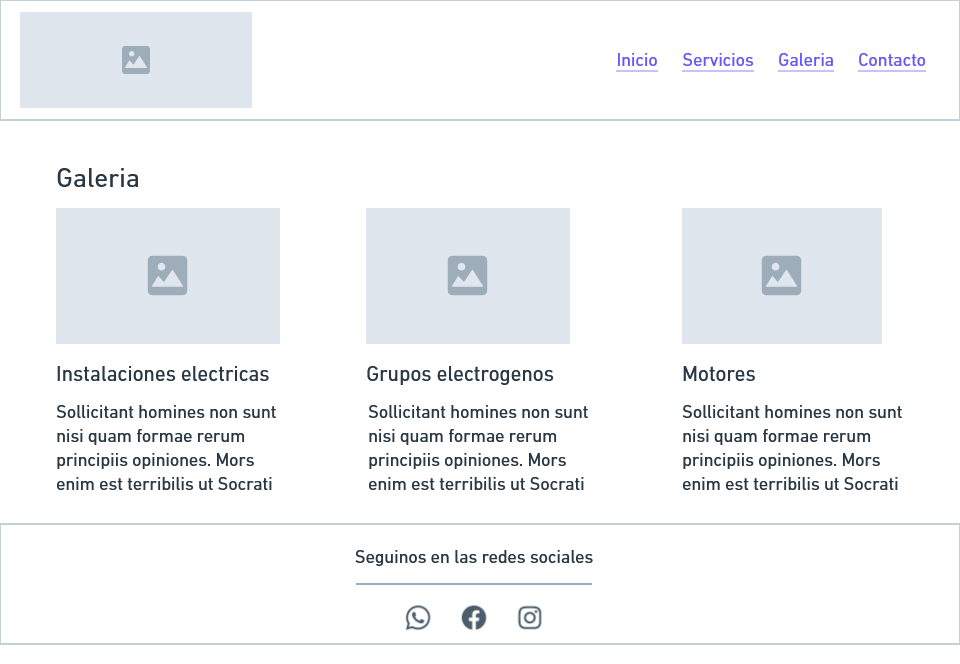 Inicio Servicios Galeria Contacto
Galeria
Instalaciones electricas
Sollicitant homines non sunt
nisi quam formae rerum
principiis opiniones. Mors
enim est terribilis ut Socrati
Grupos electrogenos
Sollicitant homines non sunt
nisi quam formae rerum
principiis opiniones. Mors
enim est terribilis ut Socrati
Motores
Sollicitant homines non sunt
nisi quam formae rerum
principiis opiniones. Mors
enim est terribilis ut Socrati
Seguinos en las redes sociales